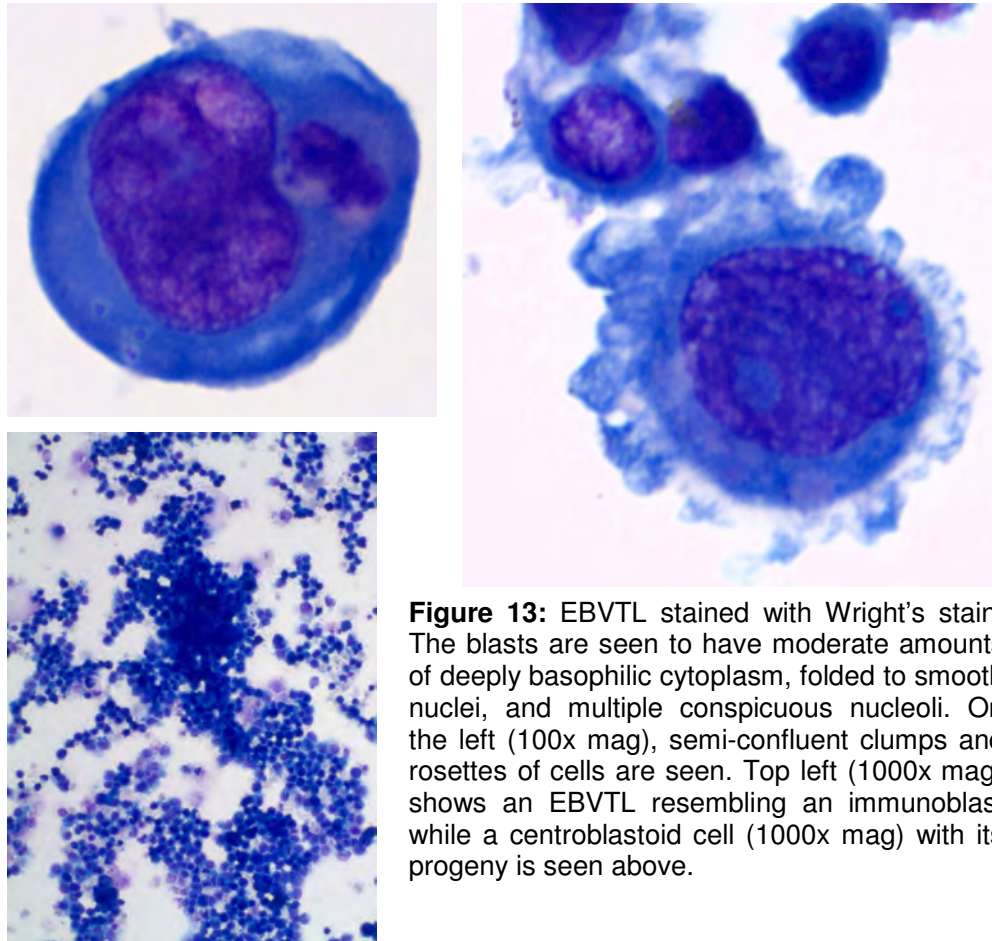 Figure 13: EBVTL stained with Wright's stain
The blasts are seen to have moderate amount
of deeply basophilic cytoplasm, folded to smooth
nuclei, and multiple conspicuous nucleoli. On
the left (100x mag), semi-confluent clumps and
rosettes of cells are seen. Top left (1000x mag
shows an EBVTL resembling an immunoblas
while a centroblastoid cell (1000x mag) with its
progeny is seen above.